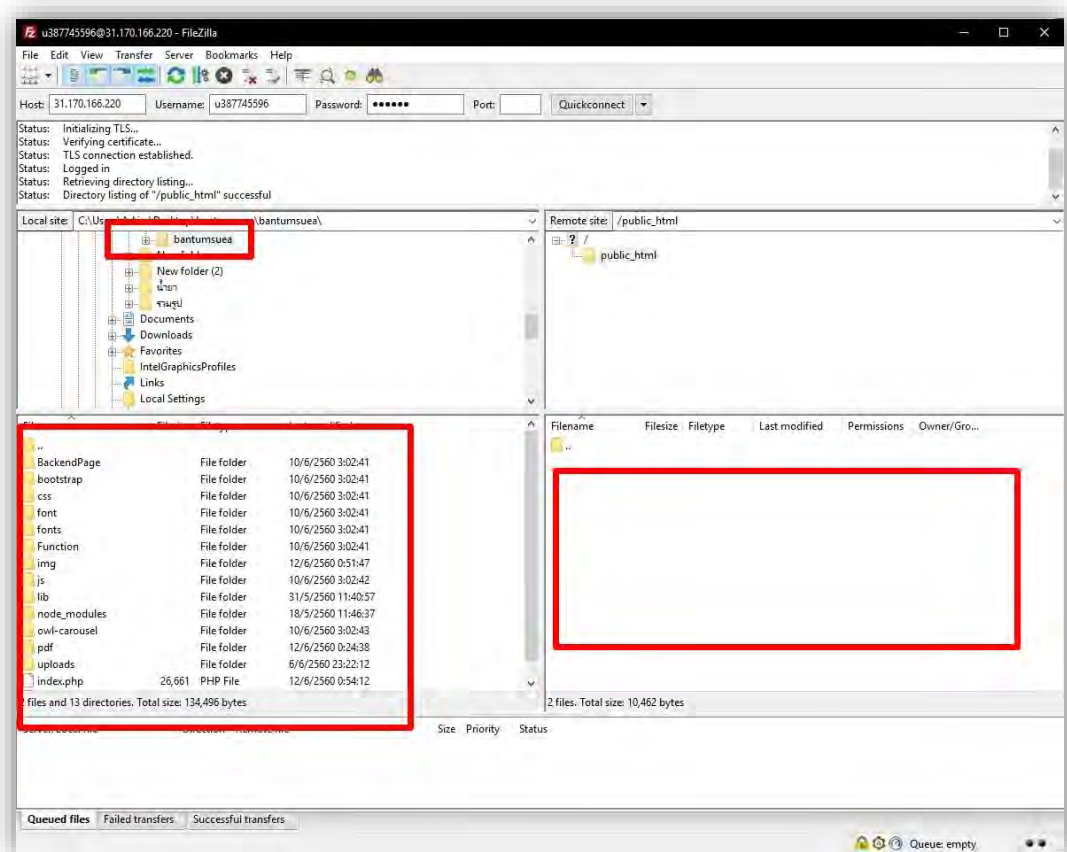 u387745596@31.170.166.220 - FileZilla
File Edit View Transfer Server Bookmarks Help
Host: 31.170.166.220 Username: u387745596 Password: •••••• Port: Quickconnect
Status: Initializing TLS...
Status: Verifying certificate...
Status: TLS connection established.
Status: Logged in
Status: Retrieving directory listing...
Status: Directory listing of "/public_html" successful
Local site: \bantumsuea\
bantumsuea
New folder (2)
น้ำยา
รวมรูป
Documents
Downloads
Favorites
IntelGraphicsProfiles
Links
Local Settings
Remote site: /public_html
? /
public_html
..
BackendPage File folder 10/6/2560 3:02:41
bootstrap File folder 10/6/2560 3:02:41
css File folder 10/6/2560 3:02:41
font File folder 10/6/2560 3:02:41
fonts File folder 10/6/2560 3:02:41
Function File folder 10/6/2560 3:02:41
img File folder 12/6/2560 0:51:47
js File folder 10/6/2560 3:02:42
lib File folder 31/5/2560 11:40:57
node_modules File folder 18/5/2560 11:46:37
owl-carousel File folder 10/6/2560 3:02:43
pdf File folder 12/6/2560 0:24:38
uploads File folder 6/6/2560 23:22:12
index.php 26,661 PHP File 12/6/2560 0:54:12
files and 13 directories. Total size: 134,496 bytes
Filename Filesize Filetype Last modified Permissions Owner/Gro...
..
2 files. Total size: 10,462 bytes
Size Priority Status
Queued files Failed transfers Successful transfers
Queue: empty